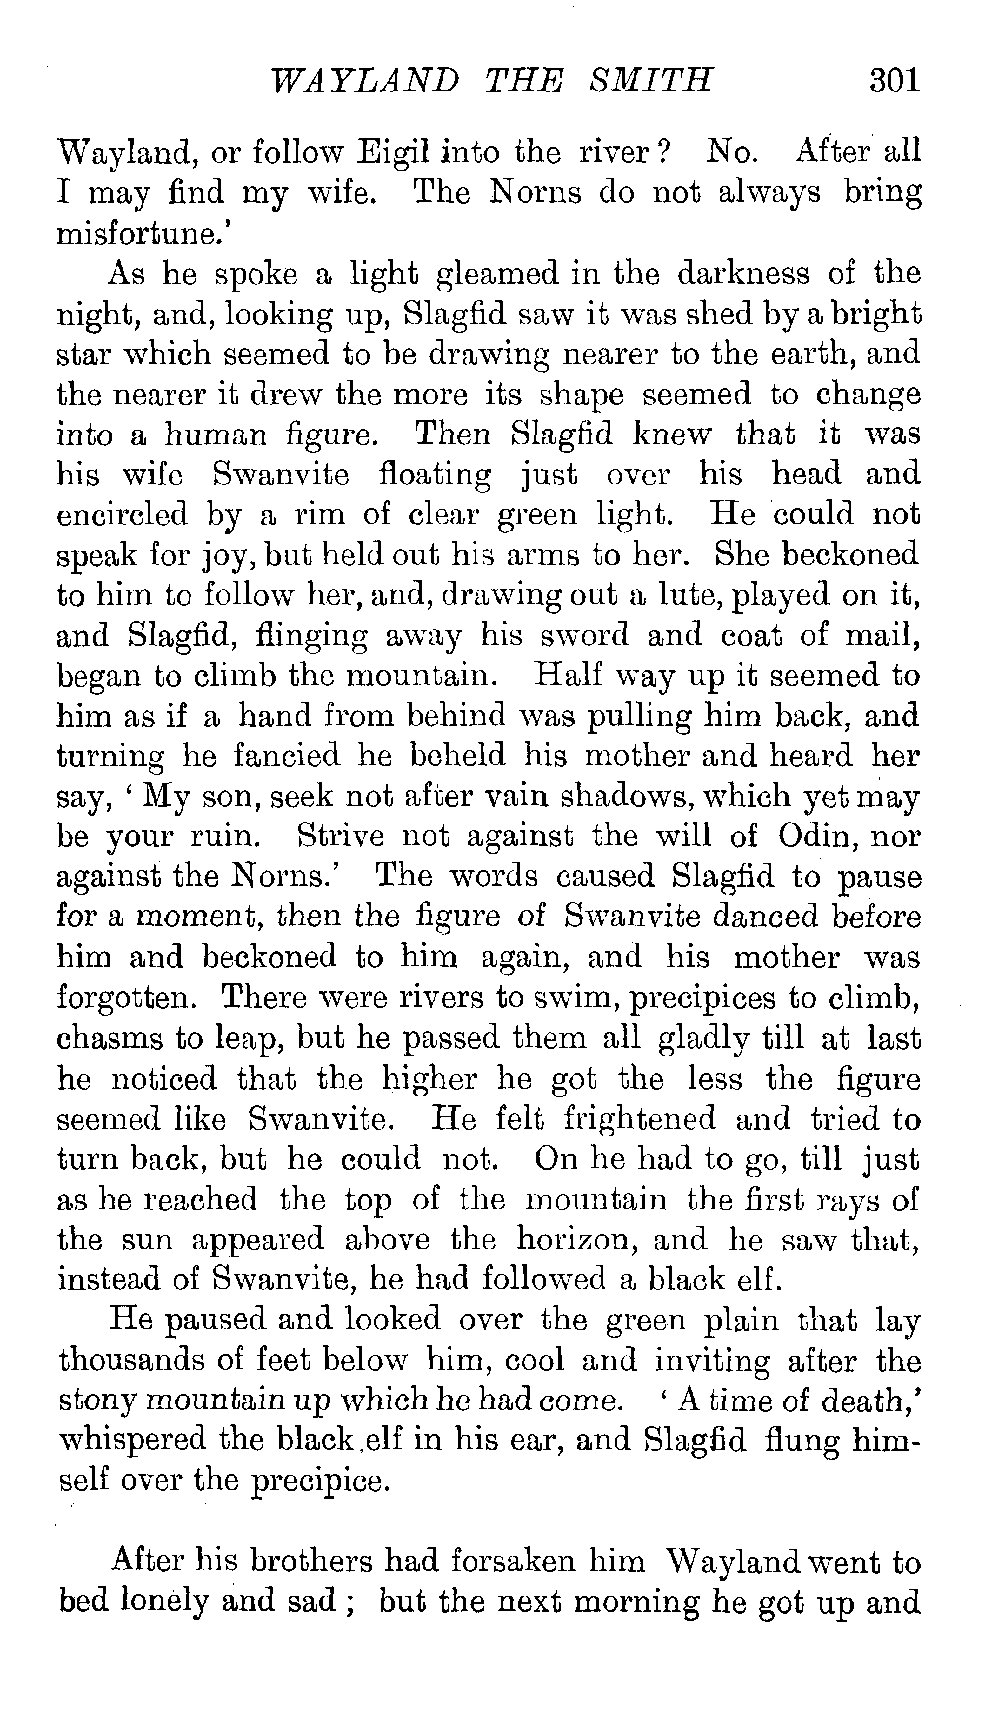 WAYLAND THE SMITH 301
Wayland, or follow Eigil into the river? No. After all
I may find my wife. The Norns do not always bring
misfortune.’
As he spoke a light gleamed in the darkness of the
night, and, looking up, Slagfid saw it was shed by a bright
star which seemed to be drawing nearer to the earth, and
the nearer it drew the more its shape seemed to change
into a human figure. Then Slagfid knew that it was
his wife Swanvite floating just over his head and
encircled by a rim of clear green light. He could not
speak for joy, but held out his arms to her. She beckoned
to him to follow her, and, drawing out a lute, played on it,
and Slagfid, flinging away his sword and coat of mail,
began to climb the mountain. Half way up it seemed to
him as if a hand from behind was pulling him back, and
turning he fancied he beheld his mother and heard her
say, ‘ My son, seek not after vain shadows, which yet may
be your ruin. Strive not against the will of Odin, nor
against the Norns.’ The words caused Slagfid to pause
for a moment, then the figure of Swanvite danced before
him and beckoned to him again, and his mother was
forgotten. There were rivers to swim, precipices to climb,
chasms to leap, but he passed them all gladly till at last
he noticed that the higher he got the less the figure
seemed like Swanvite. He felt frightened and tried to
turn back, but he could not. On he had to go, till just
as he reached the top of the mountain the first rays of
the sun appeared above the horizon, and he saw that,
instead of Swanvite, he had followed a black elf.
He paused and looked over the green plain that lay
thousands of feet below him, cool and inviting after the
stony mountain up which he had come. ‘ A time of death,’
whispered the black elf in his ear, and Slagfid flung him-
self over the precipice.
After his brothers had forsaken him Wayland went to
bed lonely and sad ; but the next morning he got up and